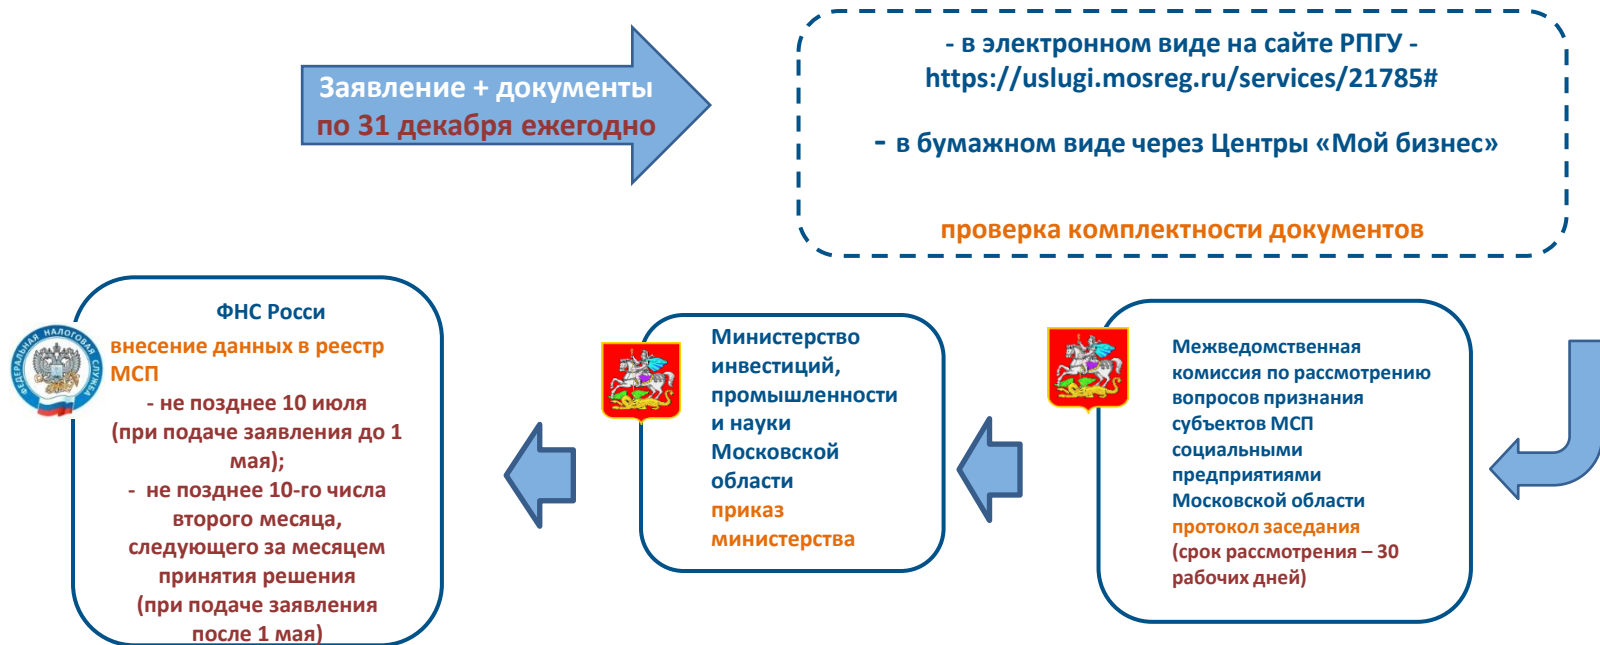 Заявление + документы
по 31 декабря ежегодно
- в электронном виде на сайте РПГУ -
https://uslugi.mosreg.ru/services/21785#
- в бумажном виде через Центры «Мой бизнес»
проверка комплектности документов
Межведомственная
комиссия по рассмотрению
вопросов признания
субъектов МСП
социальными
предприятиями
Московской области
протокол заседания
(срок рассмотрения – 30
рабочих дней)
Министерство
инвестиций,
промышленности
и науки
Московской
области
приказ
министерства
ФЕДЕРАЛЬНАЯ НАЛОГОВАЯ СЛУЖБА
ФНС Росси
внесение данных в реестр
МСП
- не позднее 10 июля
(при подаче заявления до 1
мая);
- не позднее 10-го числа
второго месяца,
следующего за месяцем
принятия решения
(при подаче заявления
после 1 мая)